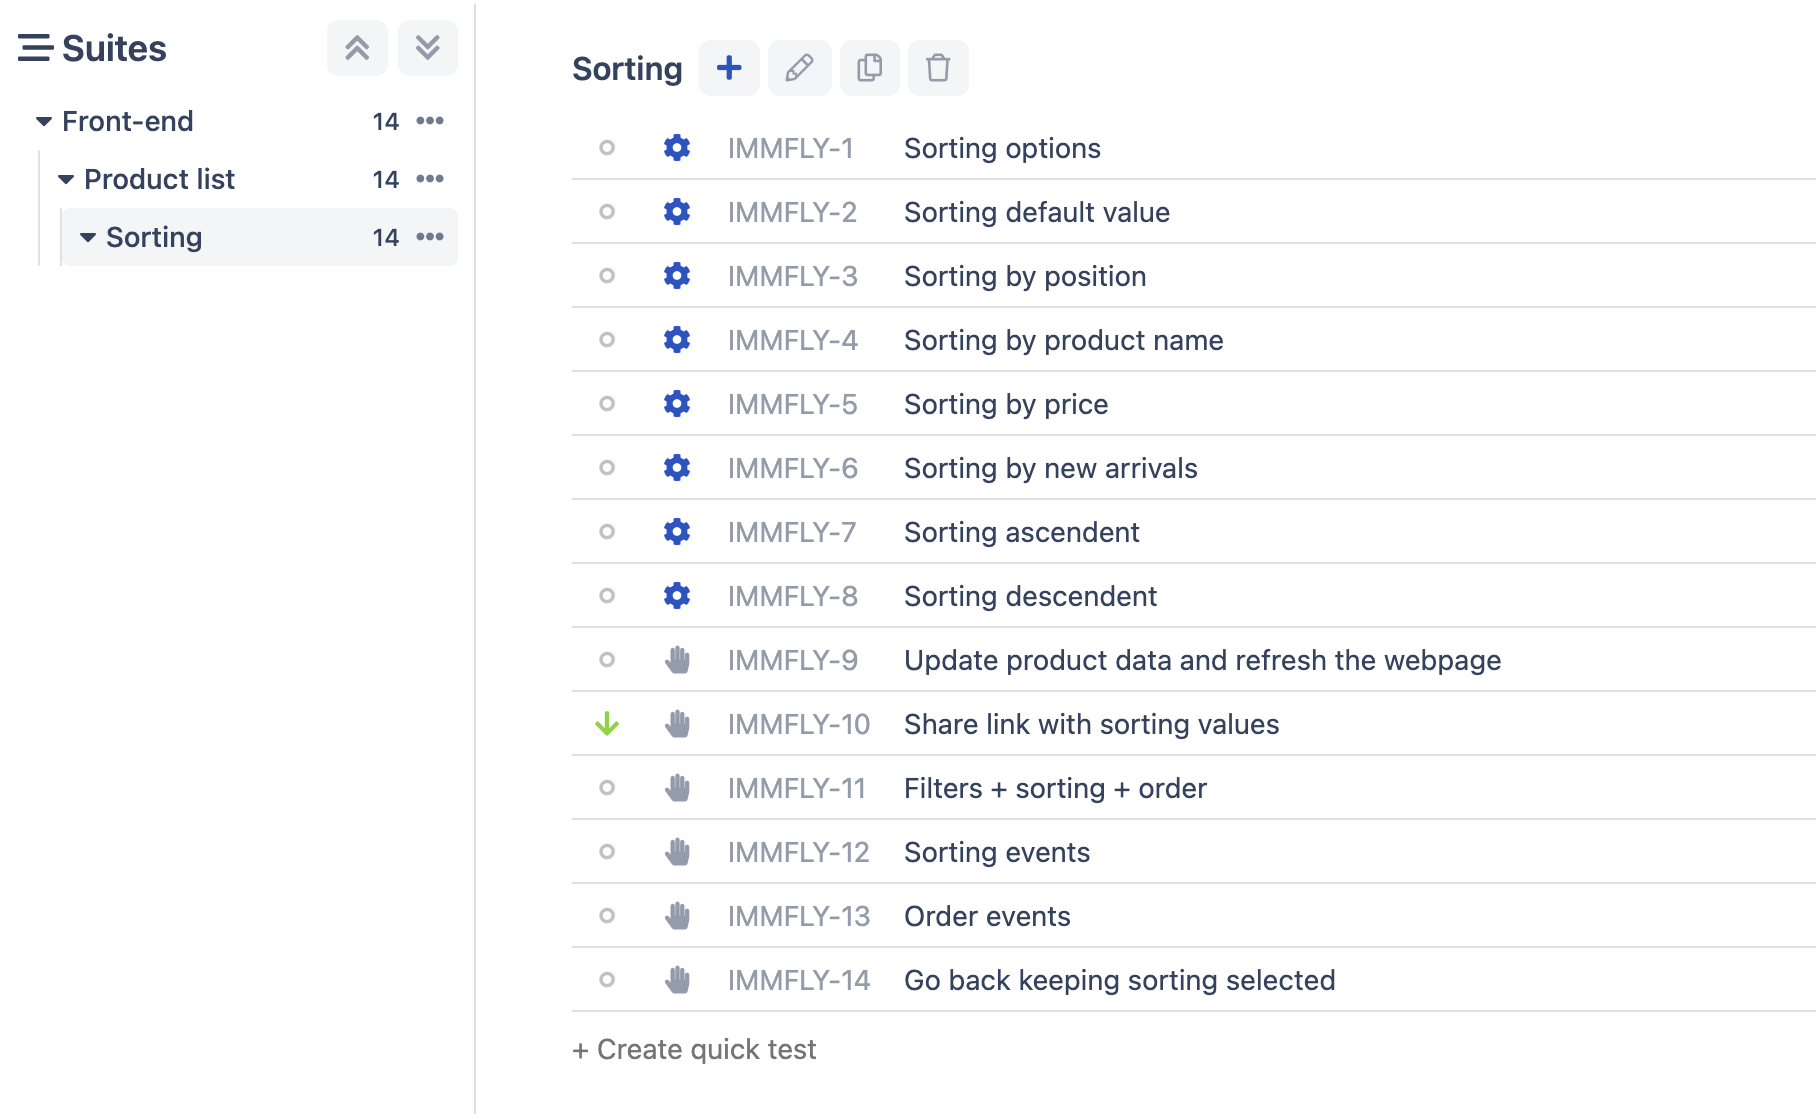 Suites
Front-end 14
Product list 14
Sorting 14
Sorting
IMMFLY-1 Sorting options
IMMFLY-2 Sorting default value
IMMFLY-3 Sorting by position
IMMFLY-4 Sorting by product name
IMMFLY-5 Sorting by price
IMMFLY-6 Sorting by new arrivals
IMMFLY-7 Sorting ascendent
IMMFLY-8 Sorting descendent
IMMFLY-9 Update product data and refresh the webpage
IMMFLY-10 Share link with sorting values
IMMFLY-11 Filters + sorting + order
IMMFLY-12 Sorting events
IMMFLY-13 Order events
IMMFLY-14 Go back keeping sorting selected
+ Create quick test